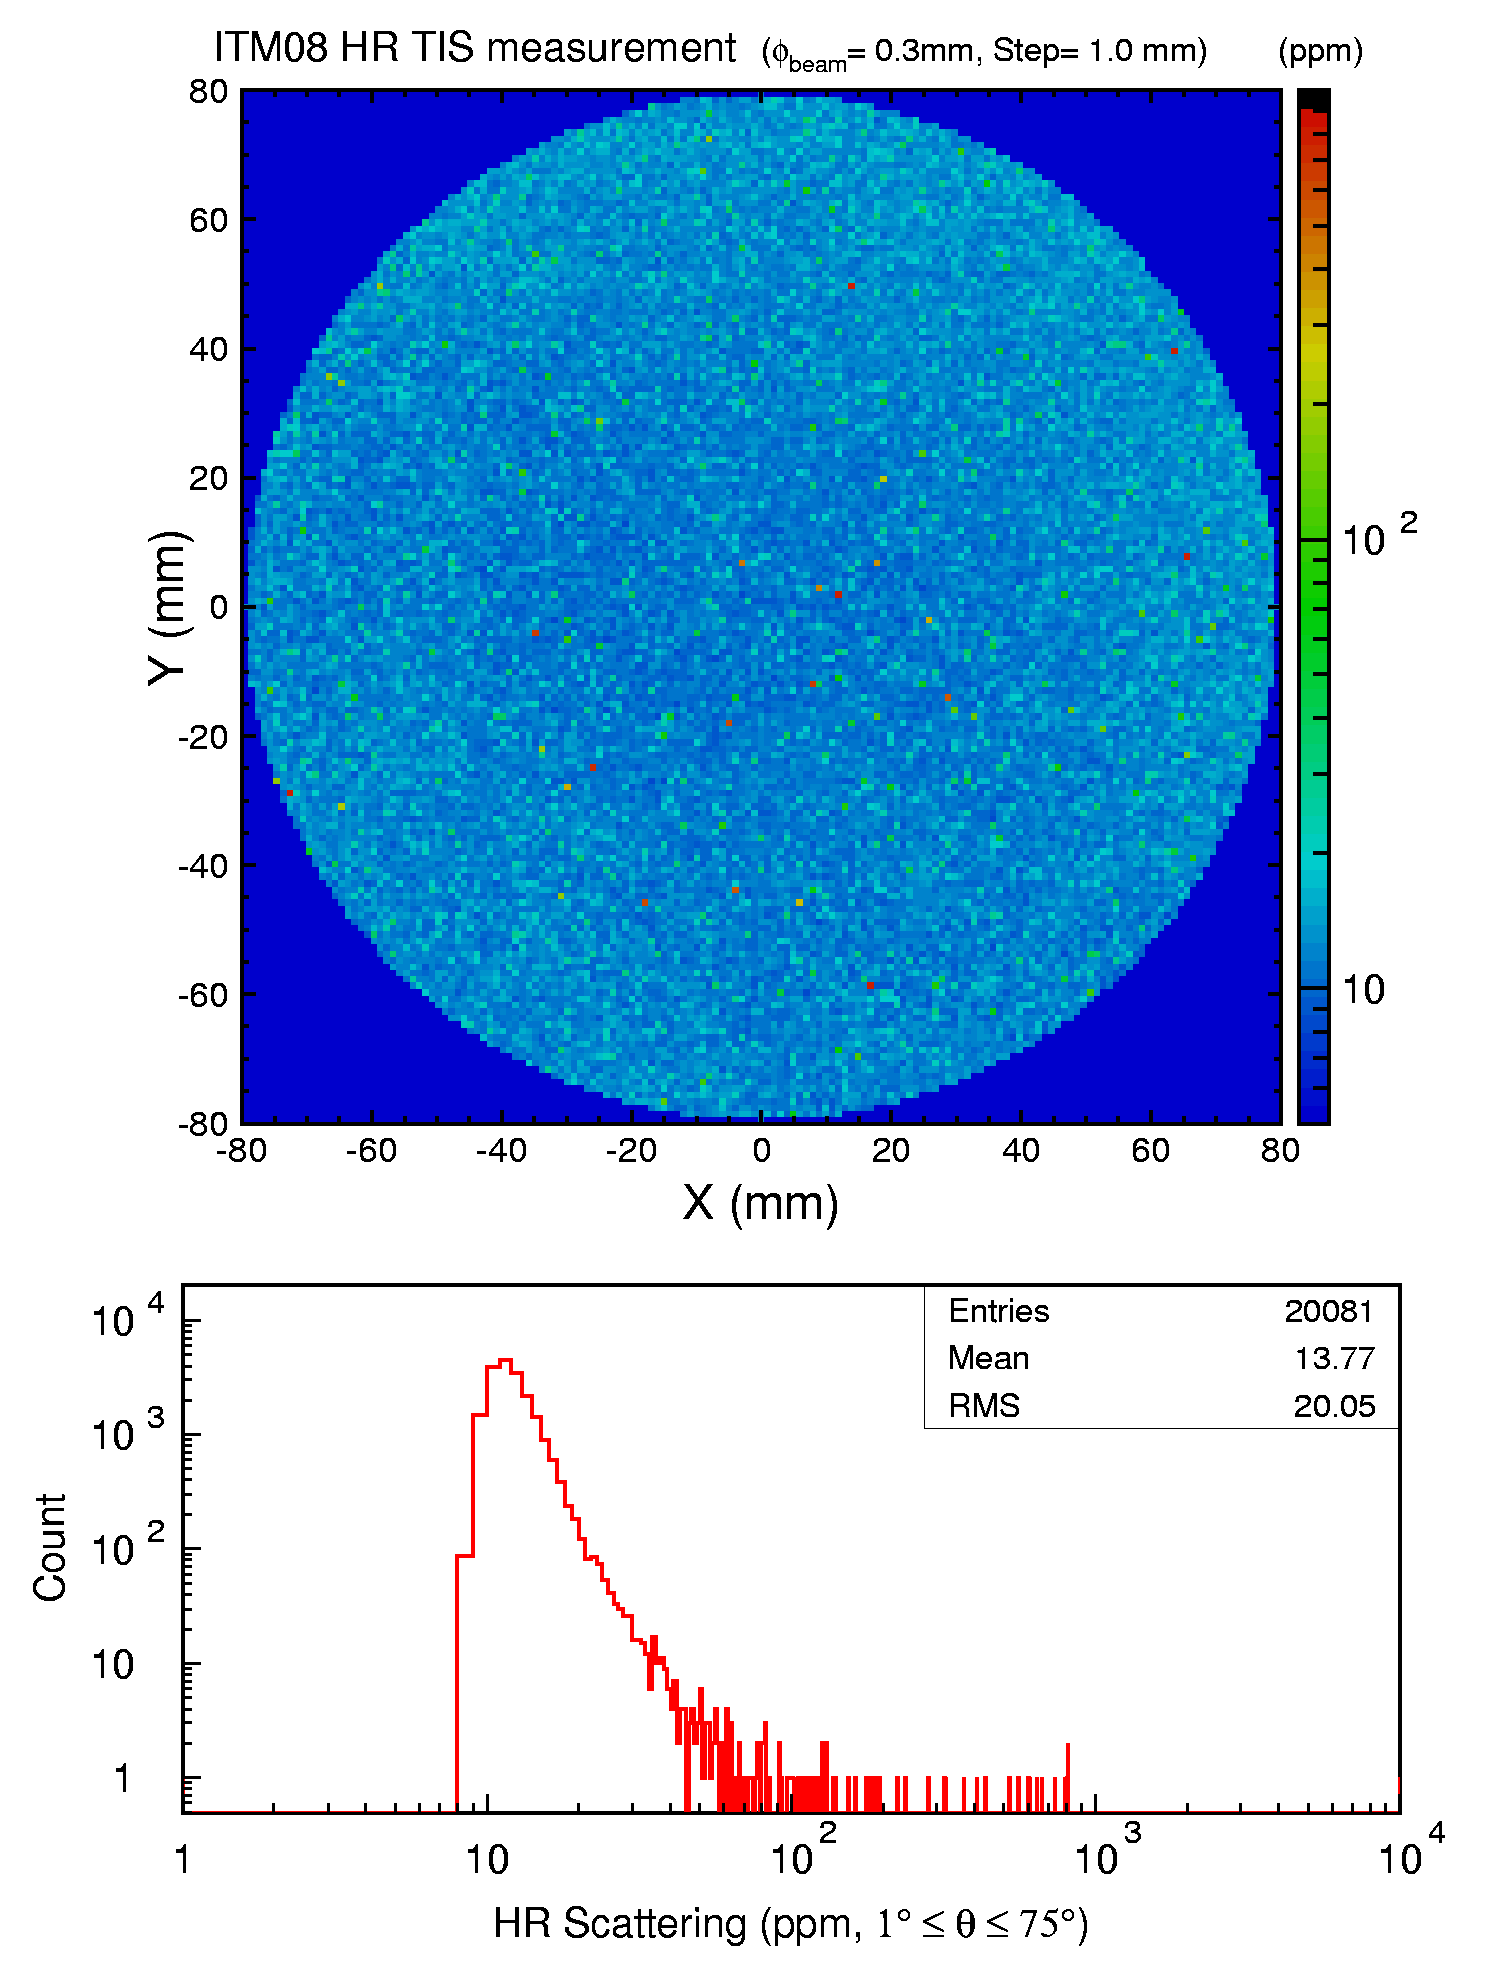 ITM08 HR TIS measurement (ϕbeam= 0.3mm, Step= 1.0 mm) (ppm)
80
60
40
20
0
-20
-40
-60
-80
Y (mm)
-80 -60 -40 -20 0 20 40 60 80
X (mm)
10 2
10
Entries 20081
Mean 13.77
RMS 20.05
10 4
10 3
10 2
10
1
Count
1 10 10 2 10 3 10 4
HR Scattering (ppm, 1° ≤ θ ≤ 75°)